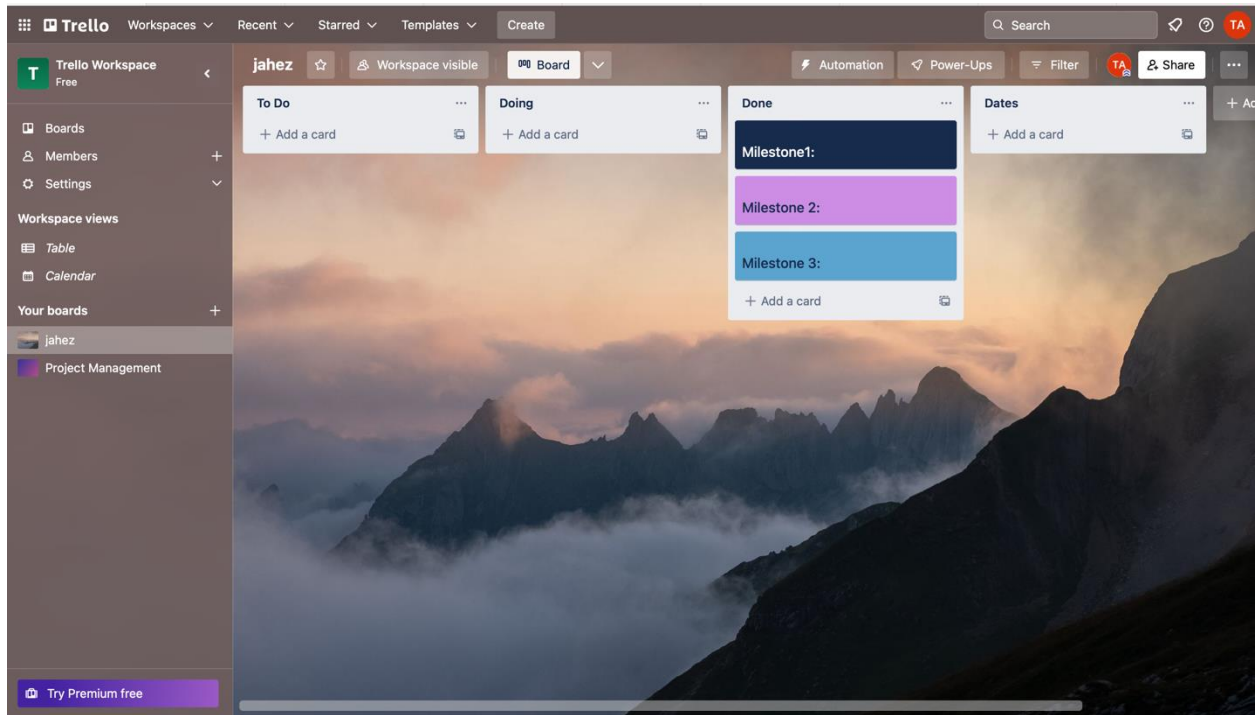 Trello
Workspaces
Recent
Starred
Templates
Create
Search
TA
T
Trello Workspace
Free
Boards
Members
Settings
Workspace views
Table
Calendar
Your boards
jahez
Project Management
Try Premium free
jahez
Workspace visible
Board
Automation
Power-Ups
Filter
TA
Share
To Do
+ Add a card
Doing
+ Add a card
Done
Milestone1:
Milestone 2:
Milestone 3:
+ Add a card
Dates
+ Add a card